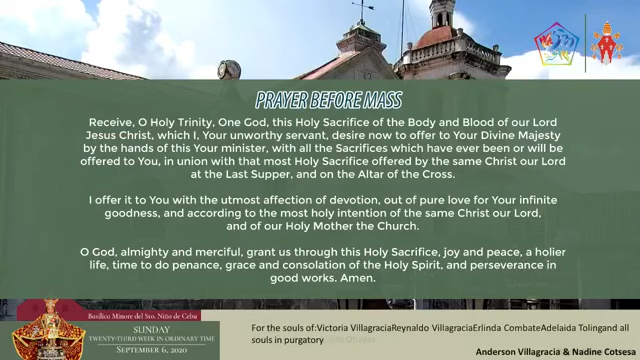 PRAYER BEFORE MASS
Receive, O Holy Trinity, One God, this Holy Sacrifice of the Body and Blood of our Lord
Jesus Christ, which I, Your unworthy servant, desire now to offer to Your Divine Majesty
by the hands of this Your minister, with all the Sacrifices which have ever been or will be
offered to You, in union with that most Holy Sacrifice offered by the same Christ our Lord
at the Last Supper, and on the Altar of the Cross.
I offer it to You with the utmost affection of devotion, out of pure love for Your infinite
goodness, and according to the most holy intention of the same Christ our Lord,
and of our Holy Mother the Church.
O God, almighty and merciful, grant us through this Holy Sacrifice, joy and peace, a holier
life, time to do penance, grace and consolation of the Holy Spirit, and perseverance in
good works. Amen.
Basilica Minore del Sto. Niño de Cebu
SUNDAY
TWENTY-THIRD WEEK IN ORDINARY TIME
SEPTEMBER 6, 2020
For the souls of:Victoria VillagraciaReynaldo VillagraciaErlinda CombateAdelaida Tolingand all
souls in purgatory
Anderson Villagracia & Nadine Cotsesa